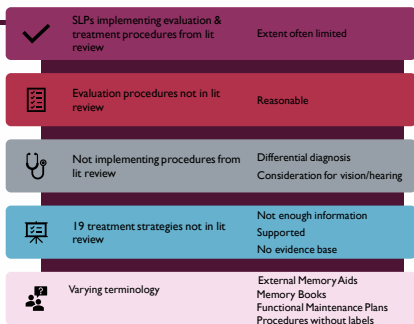 SLPs implementing evaluation &
treatment procedures from lit
review
Extent often limited
Evaluation procedures not in lit
review
Reasonable
Not implementing procedures from
lit review
Differential diagnosis
Consideration for vision/hearing
19 treatment strategies not in lit
review
Not enough information
Supported
No evidence base
Varying terminology
External Memory Aids
Memory Books
Functional Maintenance Plans
Procedures without labels